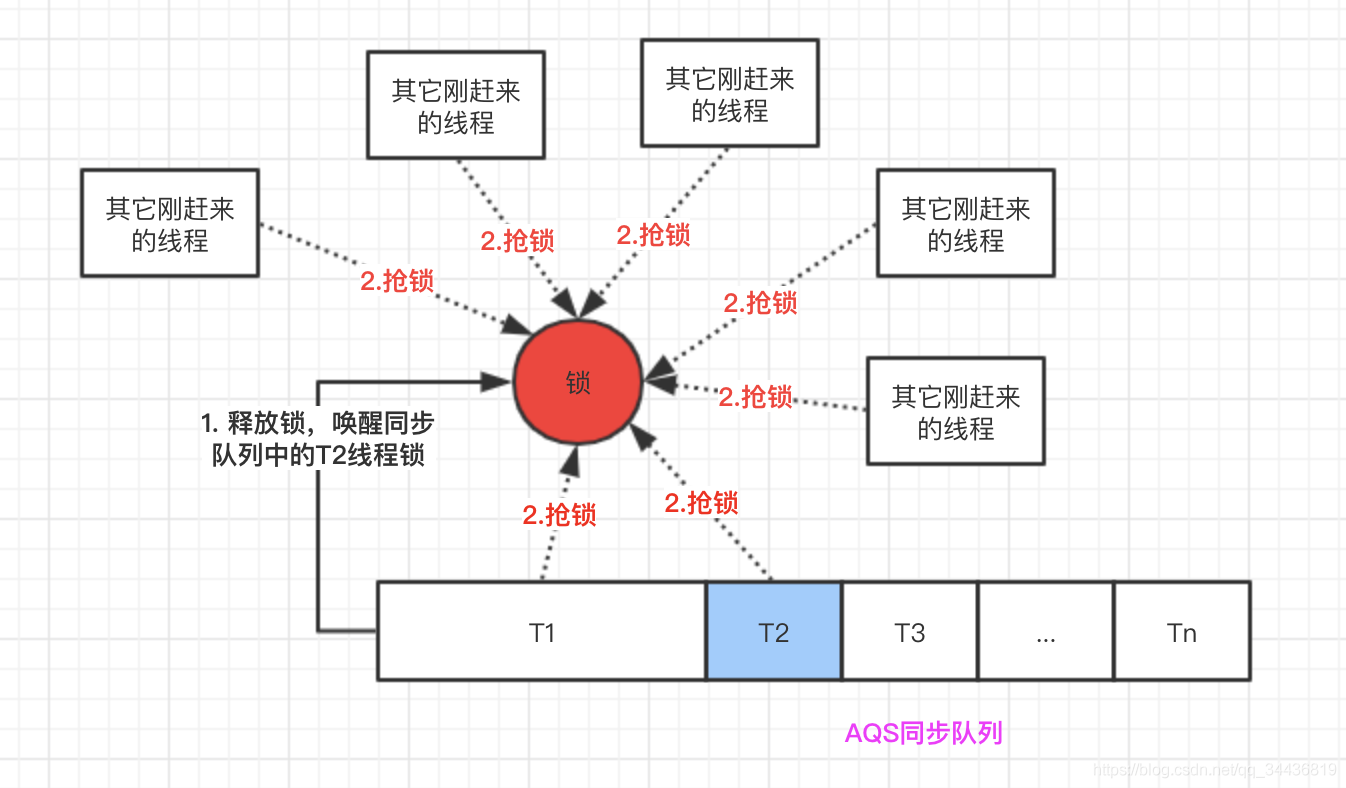 其它刚赶来
的线程
其它刚赶来
的线程
其它刚赶来
的线程
其它刚赶来
的线程
2.抢锁
2.抢锁
2.抢锁
2.抢锁
锁
2.抢锁
其它刚赶来
的线程
1. 释放锁，唤醒同步
队列中的T2线程锁
2.抢锁
2.抢锁
T1
T2
T3
...
Tn
AQS同步队列
https://blog.csdn.net/qq_34436819